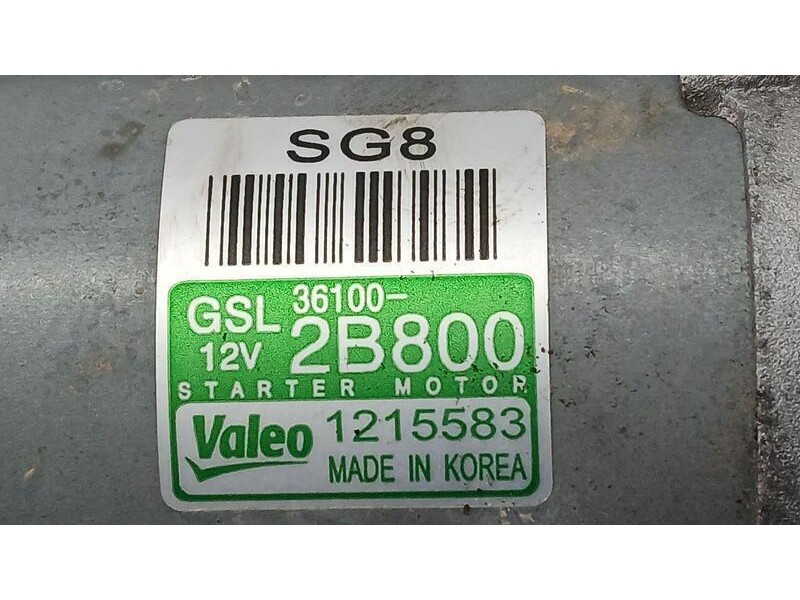 SG8
GSL 36100-
12V 2B800
STARTER MOTOR
Valeo 1215583
MADE IN KOREA